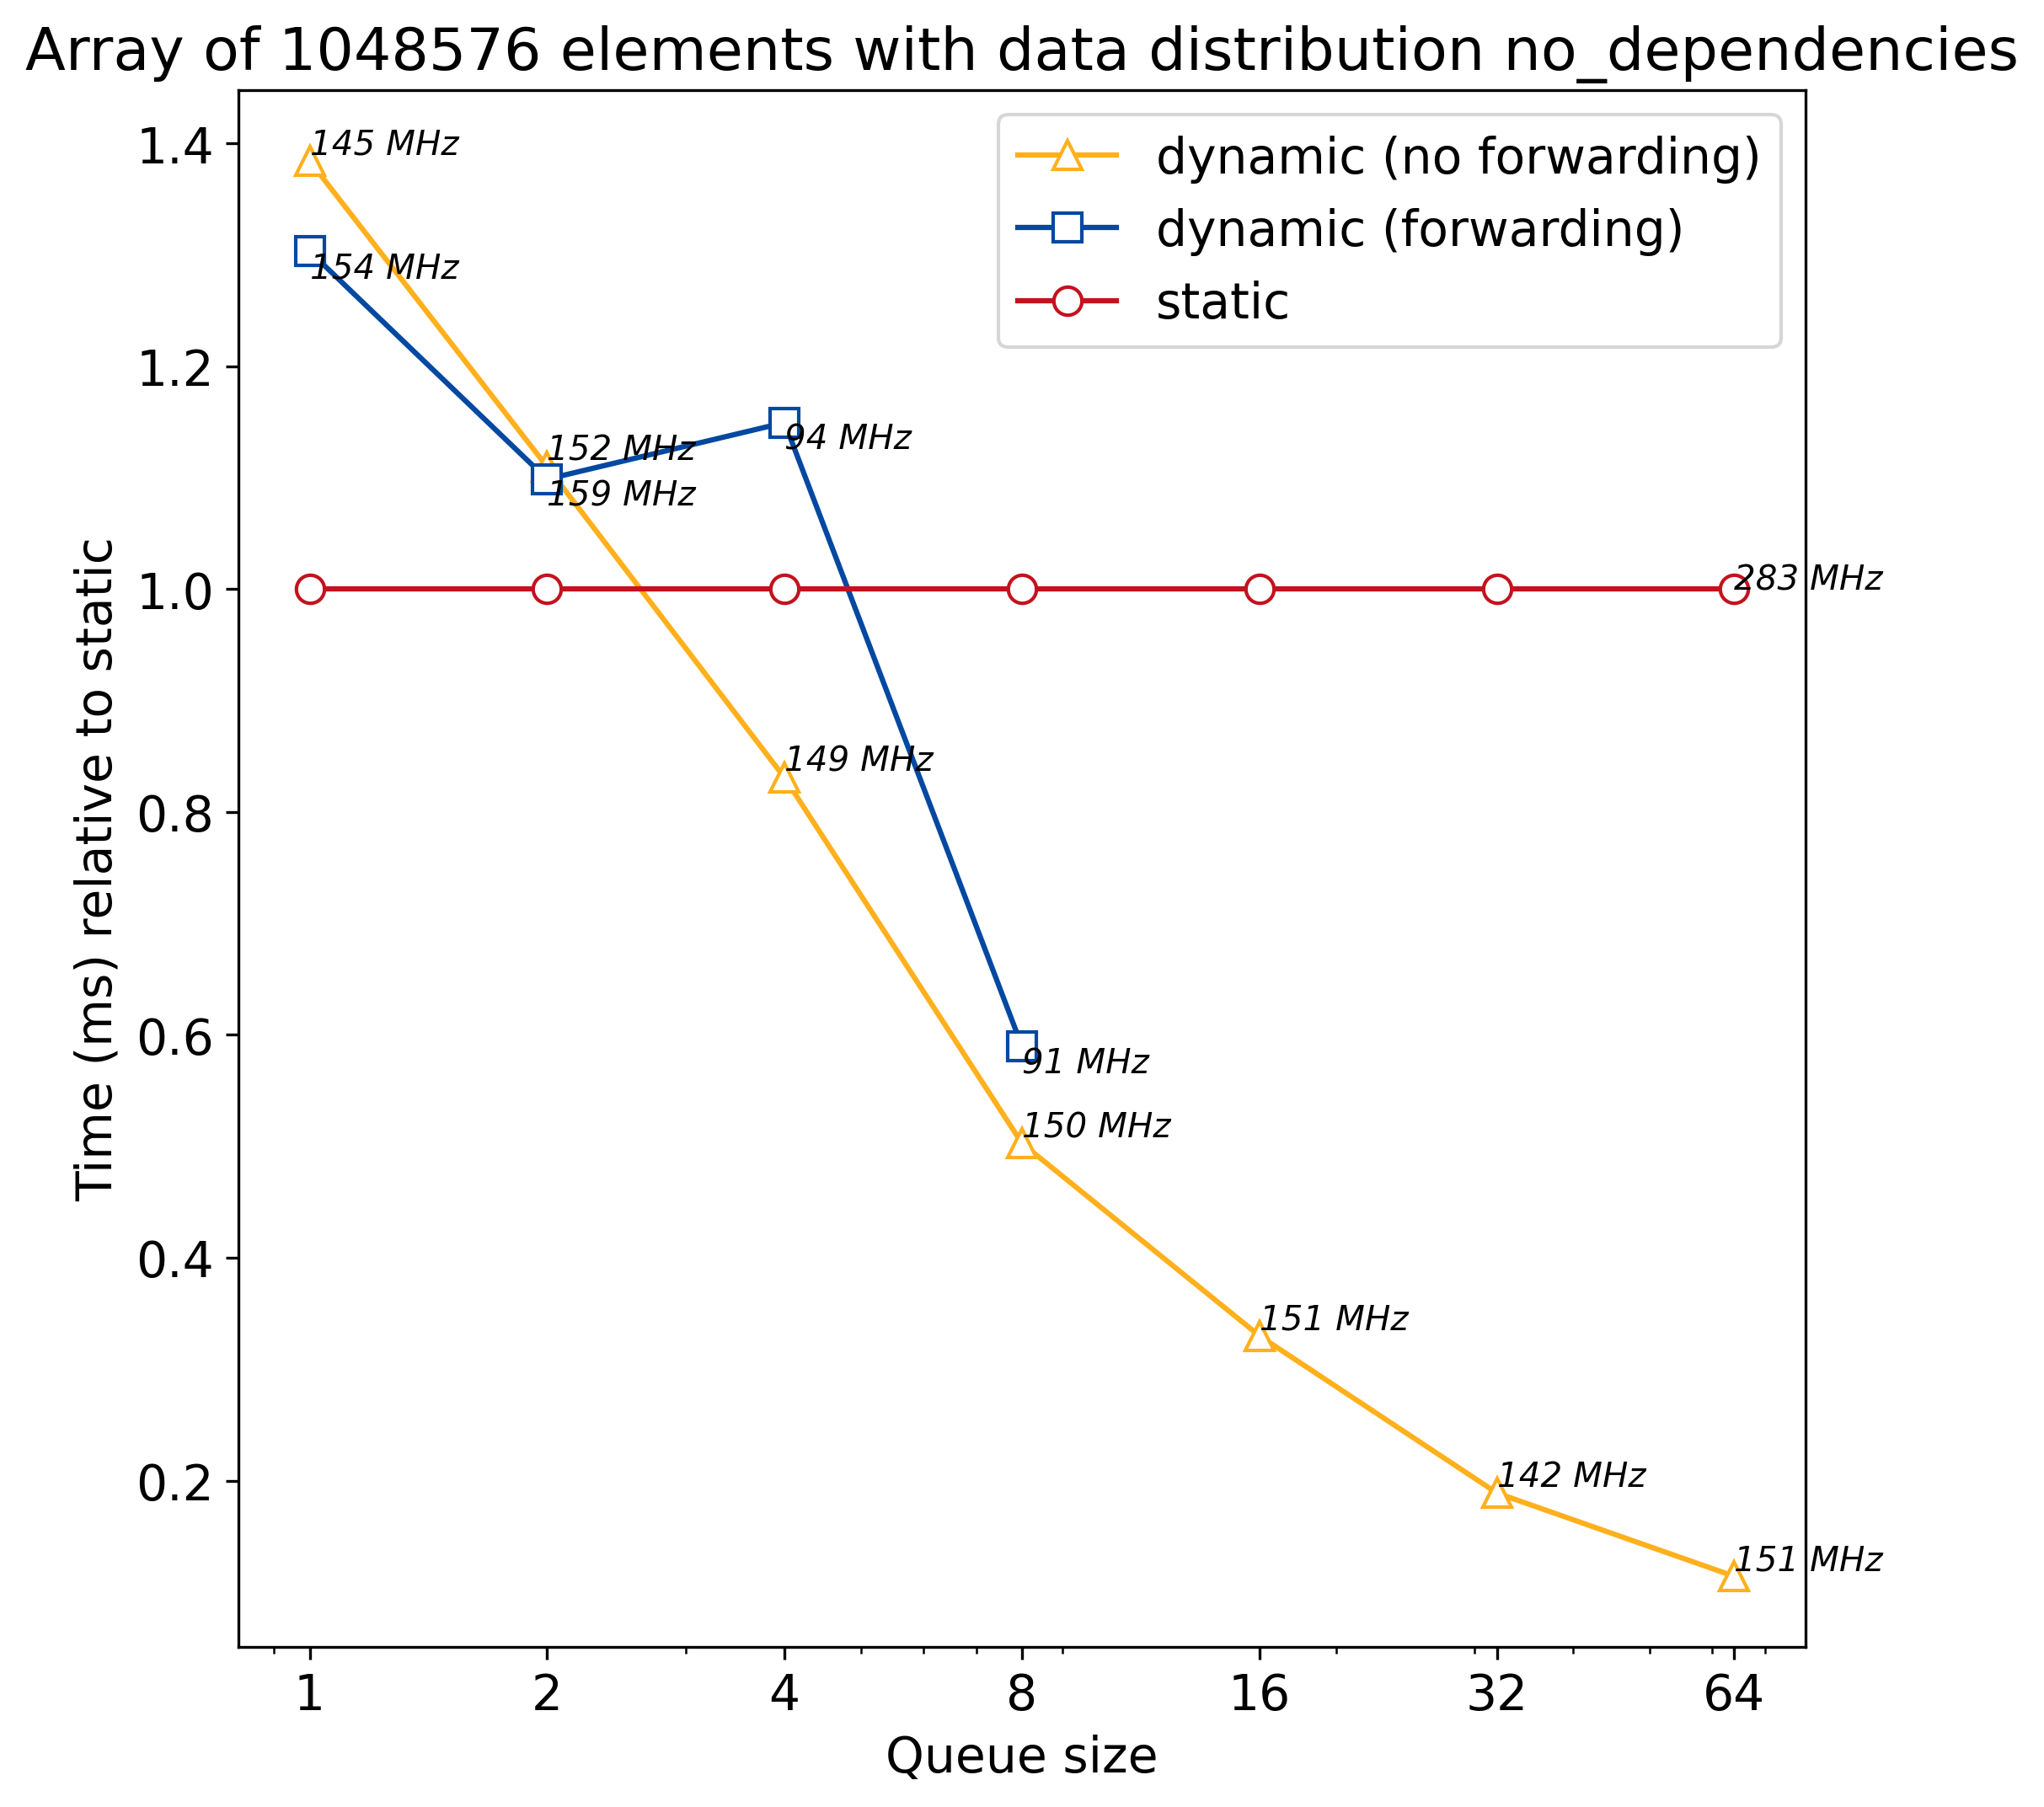 Array of 1048576 elements with data distribution no_dependencies
dynamic (no forwarding)
dynamic (forwarding)
static
145 MHz
154 MHz
152 MHz
159 MHz
94 MHz
283 MHz
149 MHz
91 MHz
150 MHz
151 MHz
142 MHz
151 MHz
Time (ms) relative to static
1.4
1.2
1.0
0.8
0.6
0.4
0.2
1 2 4 8 16 32 64
Queue size